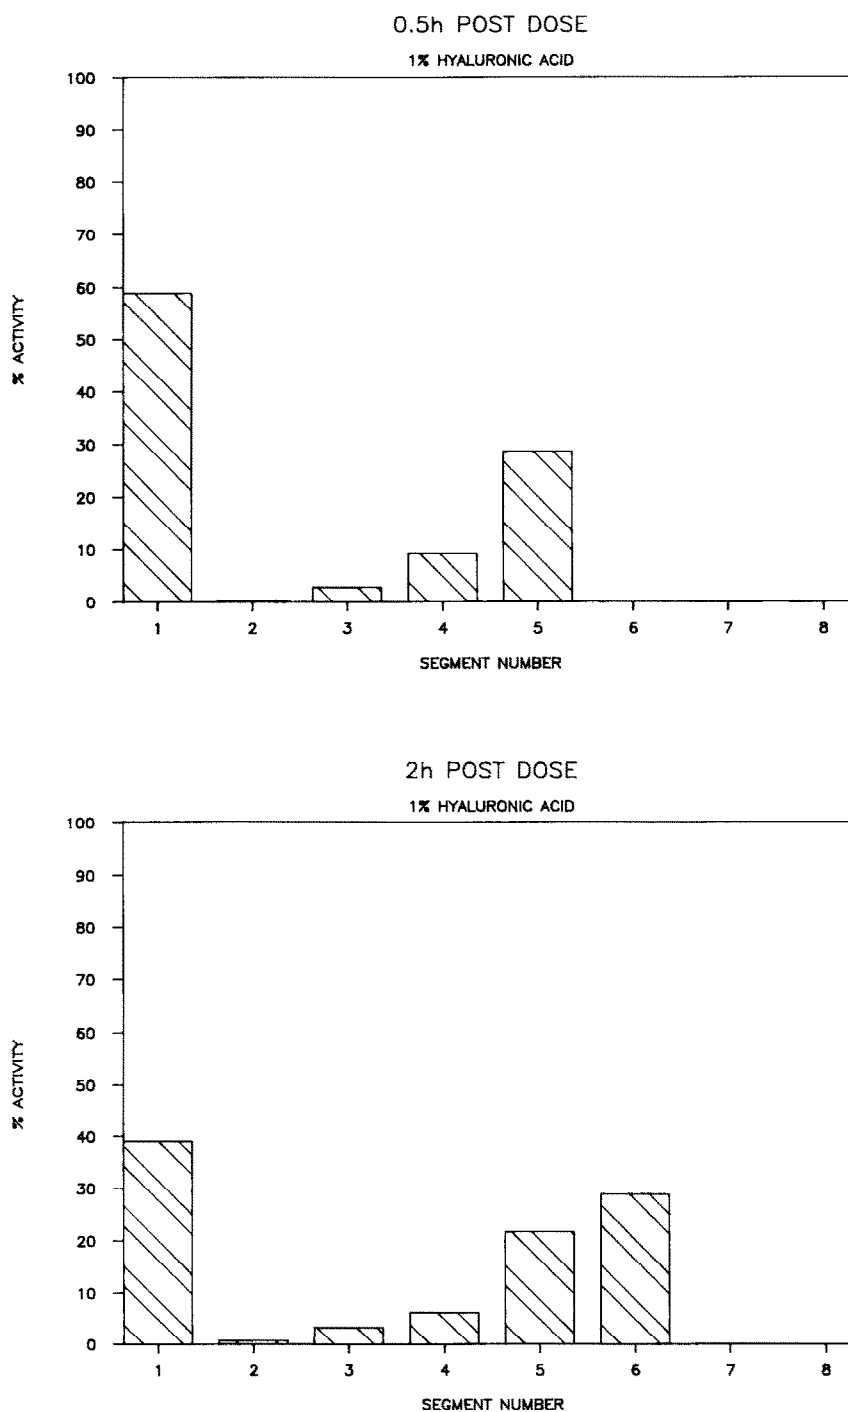 0.5h POST DOSE
1% HYALURONIC ACID
100
90
80
70
60
50
40
30
20
10
0
% ACTIVITY
1 2 3 4 5 6 7 8
SEGMENT NUMBER
2h POST DOSE
1% HYALURONIC ACID
100
90
80
70
60
50
40
30
20
10
0
% ACTIVITY
1 2 3 4 5 6 7 8
SEGMENT NUMBER